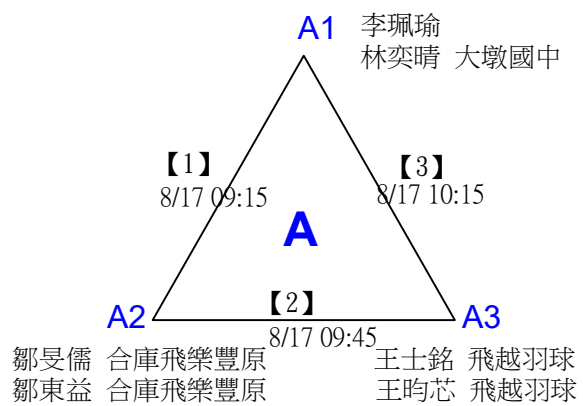 A1
李珮瑜
林奕晴 大墩國中
【1】
8/17 09:15
【3】
8/17 10:15
A
A2
【2】
8/17 09:45
A3
鄒旻儒 合庫飛樂豐原
鄒東益 合庫飛樂豐原
王士銘 飛越羽球
王昀芯 飛越羽球